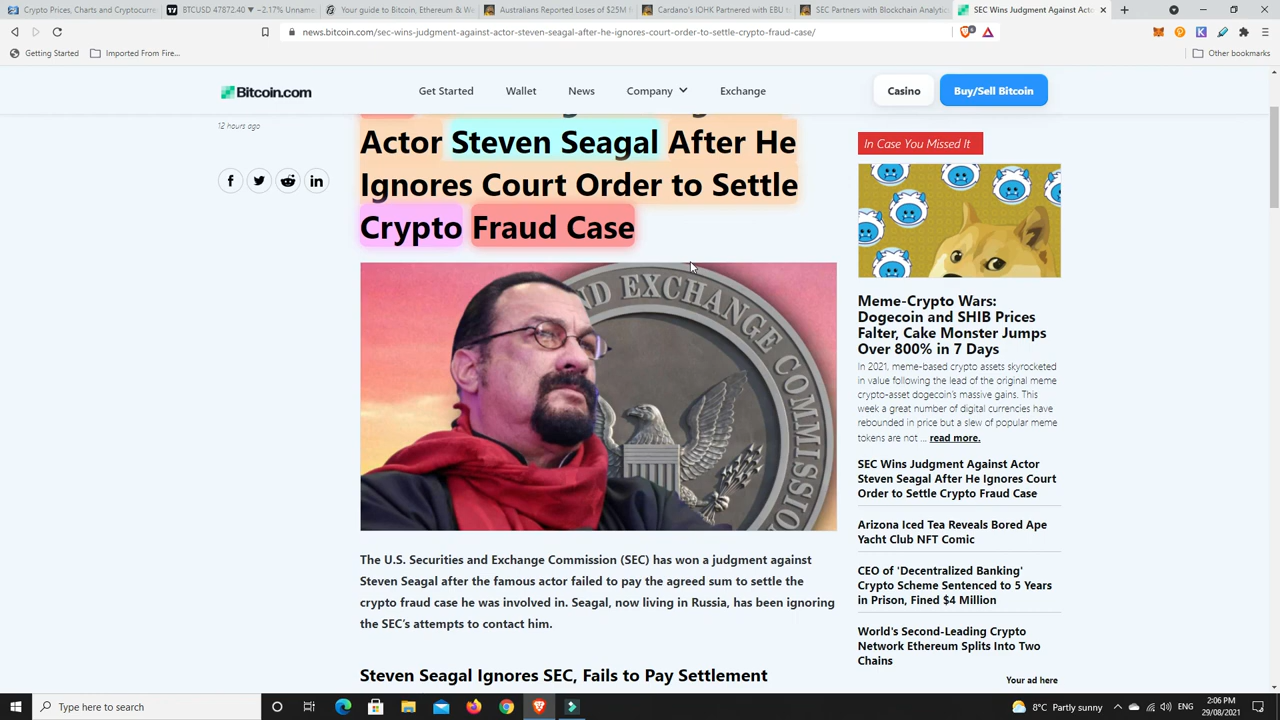 Crypto Prices, Charts and Cryptocurre
BTCUSD 47872.40 ▼ −2.17% Unname
Your guide to Bitcoin, Ethereum & We
Australians Reported Loses of $25M
Cardano's IOHK Partnered with EBU to
SEC Partners with Blockchain Analytic
SEC Wins Judgment Against Acto
news.bitcoin.com/sec-wins-judgment-against-actor-steven-seagal-after-he-ignores-court-order-to-settle-crypto-fraud-case/
Getting Started
Imported From Fire...
Other bookmarks
Bitcoin.com
Get Started
Wallet
News
Company
Exchange
Casino
Buy/Sell Bitcoin
12 hours ago
Actor Steven Seagal After He
Ignores Court Order to Settle
Crypto Fraud Case
ND EXCHANGE COMMISSION
The U.S. Securities and Exchange Commission (SEC) has won a judgment against
Steven Seagal after the famous actor failed to pay the agreed sum to settle the
crypto fraud case he was involved in. Seagal, now living in Russia, has been ignoring
the SEC's attempts to contact him.
Steven Seagal Ignores SEC, Fails to Pay Settlement
In Case You Missed It
Meme-Crypto Wars:
Dogecoin and SHIB Prices
Falter, Cake Monster Jumps
Over 800% in 7 Days
In 2021, meme-based crypto assets skyrocketed
in value following the lead of the original meme
crypto-asset dogecoin's massive gains. This
week a great number of digital currencies have
rebounded in price but a slew of popular meme
tokens are not ... read more.
SEC Wins Judgment Against Actor
Steven Seagal After He Ignores Court
Order to Settle Crypto Fraud Case
Arizona Iced Tea Reveals Bored Ape
Yacht Club NFT Comic
CEO of 'Decentralized Banking'
Crypto Scheme Sentenced to 5 Years
in Prison, Fined $4 Million
World's Second-Leading Crypto
Network Ethereum Splits Into Two
Chains
Your ad here
Type here to search
8°C Partly sunny
ENG
2:06 PM
29/08/2021